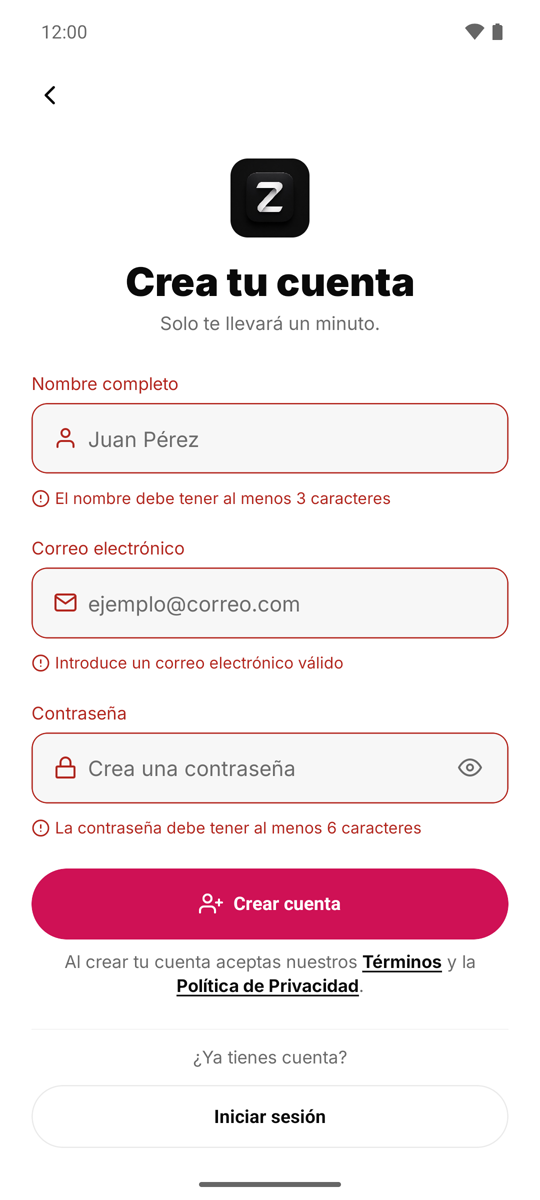 12:00
Z
Crea tu cuenta
Solo te llevará un minuto.
Nombre completo
Juan Pérez
El nombre debe tener al menos 3 caracteres
Correo electrónico
ejemplo@correo.com
Introduce un correo electrónico válido
Contraseña
Crea una contraseña
La contraseña debe tener al menos 6 caracteres
Crear cuenta
Al crear tu cuenta aceptas nuestros Términos y la
Política de Privacidad.
¿Ya tienes cuenta?
Iniciar sesión